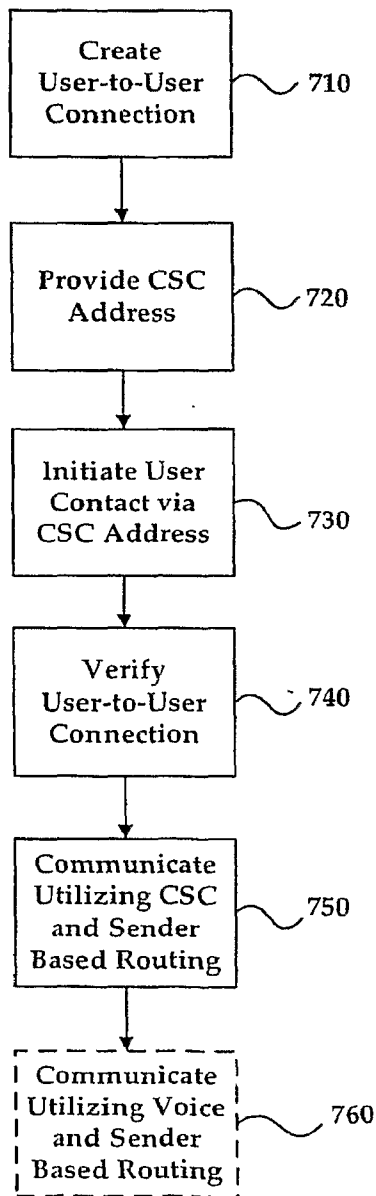 Create
User-to-User
Connection
710
Provide CSC
Address
720
Initiate User
Contact via
CSC Address
730
Verify
User-to-User
Connection
740
Communicate
Utilizing CSC
and Sender
Based Routing
750
Communicate
Utilizing Voice
and Sender
Based Routing
760